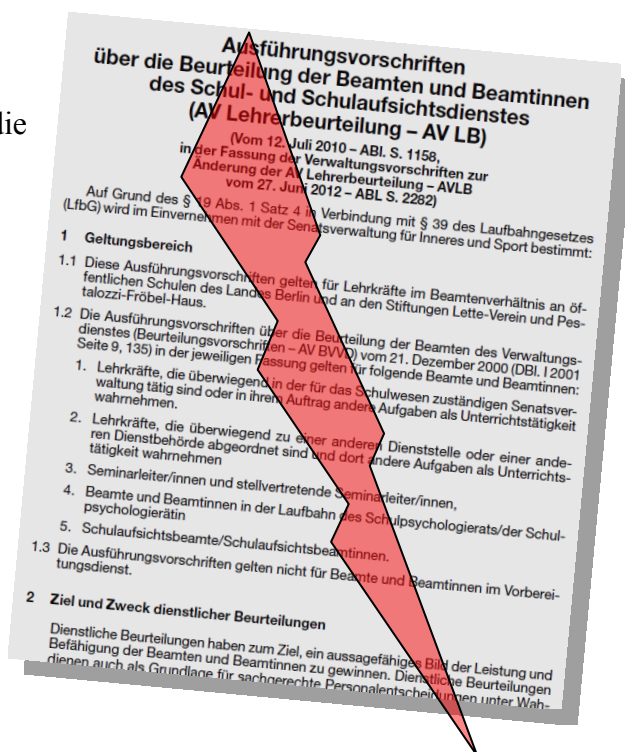 die
Ausführungsvorschriften
über die Beurteilung der Beamten und Beamtinnen
des Schul- und Schulaufsichtsdienstes
(AV Lehrerbeurteilung – AV LB)
(Vom 12. Juli 2010 – ABl. S. 1158,
in der Fassung der Verwaltungsvorschriften zur
Änderung der AV Lehrerbeurteilung – AVLB
vom 27. Juni 2012 – ABL S. 2282)
Auf Grund des § 19 Abs. 1 Satz 4 in Verbindung mit § 39 des Laufbahngesetzes
(LfbG) wird im Einvernehmen mit der Senatsverwaltung für Inneres und Sport bestimmt:
1 Geltungsbereich
1.1 Diese Ausführungsvorschriften gelten für Lehrkräfte im Beamtenverhältnis an öf-
fentlichen Schulen des Landes Berlin und an den Stiftungen Lette-Verein und Pes-
talozzi-Fröbel-Haus.
1.2 Die Ausführungsvorschriften über die Beurteilung der Beamten des Verwaltungs-
dienstes (Beurteilungsvorschriften – AV BVVD) vom 21. Dezember 2000 (DBl. I 2001
Seite 9, 135) in der jeweiligen Fassung gelten für folgende Beamte und Beamtinnen:
1. Lehrkräfte, die überwiegend in der für das Schulwesen zuständigen Senatsver-
waltung tätig sind oder in ihrem Auftrag andere Aufgaben als Unterrichtstätigkeit
wahrnehmen.
2. Lehrkräfte, die überwiegend zu einer anderen Dienststelle oder einer ande-
ren Dienstbehörde abgeordnet sind und dort andere Aufgaben als Unterrichts-
tätigkeit wahrnehmen
3. Seminarleiter/innen und stellvertretende Seminarleiter/innen,
4. Beamte und Beamtinnen in der Laufbahn des Schulpsychologierats/der Schul-
psychologierätin
5. Schulaufsichtsbeamte/Schulaufsichtsbeamtinnen.
1.3 Die Ausführungsvorschriften gelten nicht für Beamte und Beamtinnen im Vorberei-
tungsdienst.
2 Ziel und Zweck dienstlicher Beurteilungen
Dienstliche Beurteilungen haben zum Ziel, ein aussagefähiges Bild der Leistung und
Befähigung der Beamten und Beamtinnen zu gewinnen. Dienstliche Beurteilungen
dienen auch als Grundlage für sachgerechte Personalentscheidungen unter Wah-